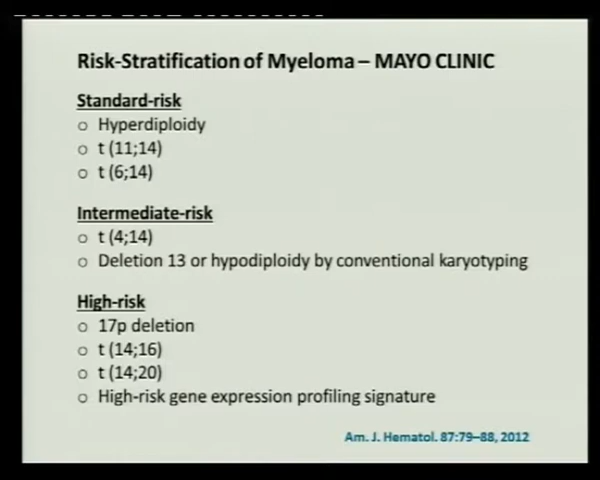 Risk-Stratification of Myeloma – MAYO CLINIC
Standard-risk
o Hyperdiploidy
o t (11;14)
o t (6;14)
Intermediate-risk
o t (4;14)
o Deletion 13 or hypodiploidy by conventional karyotyping
High-risk
o 17p deletion
o t (14;16)
o t (14;20)
o High-risk gene expression profiling signature
Am. J. Hematol. 87:79–88, 2012